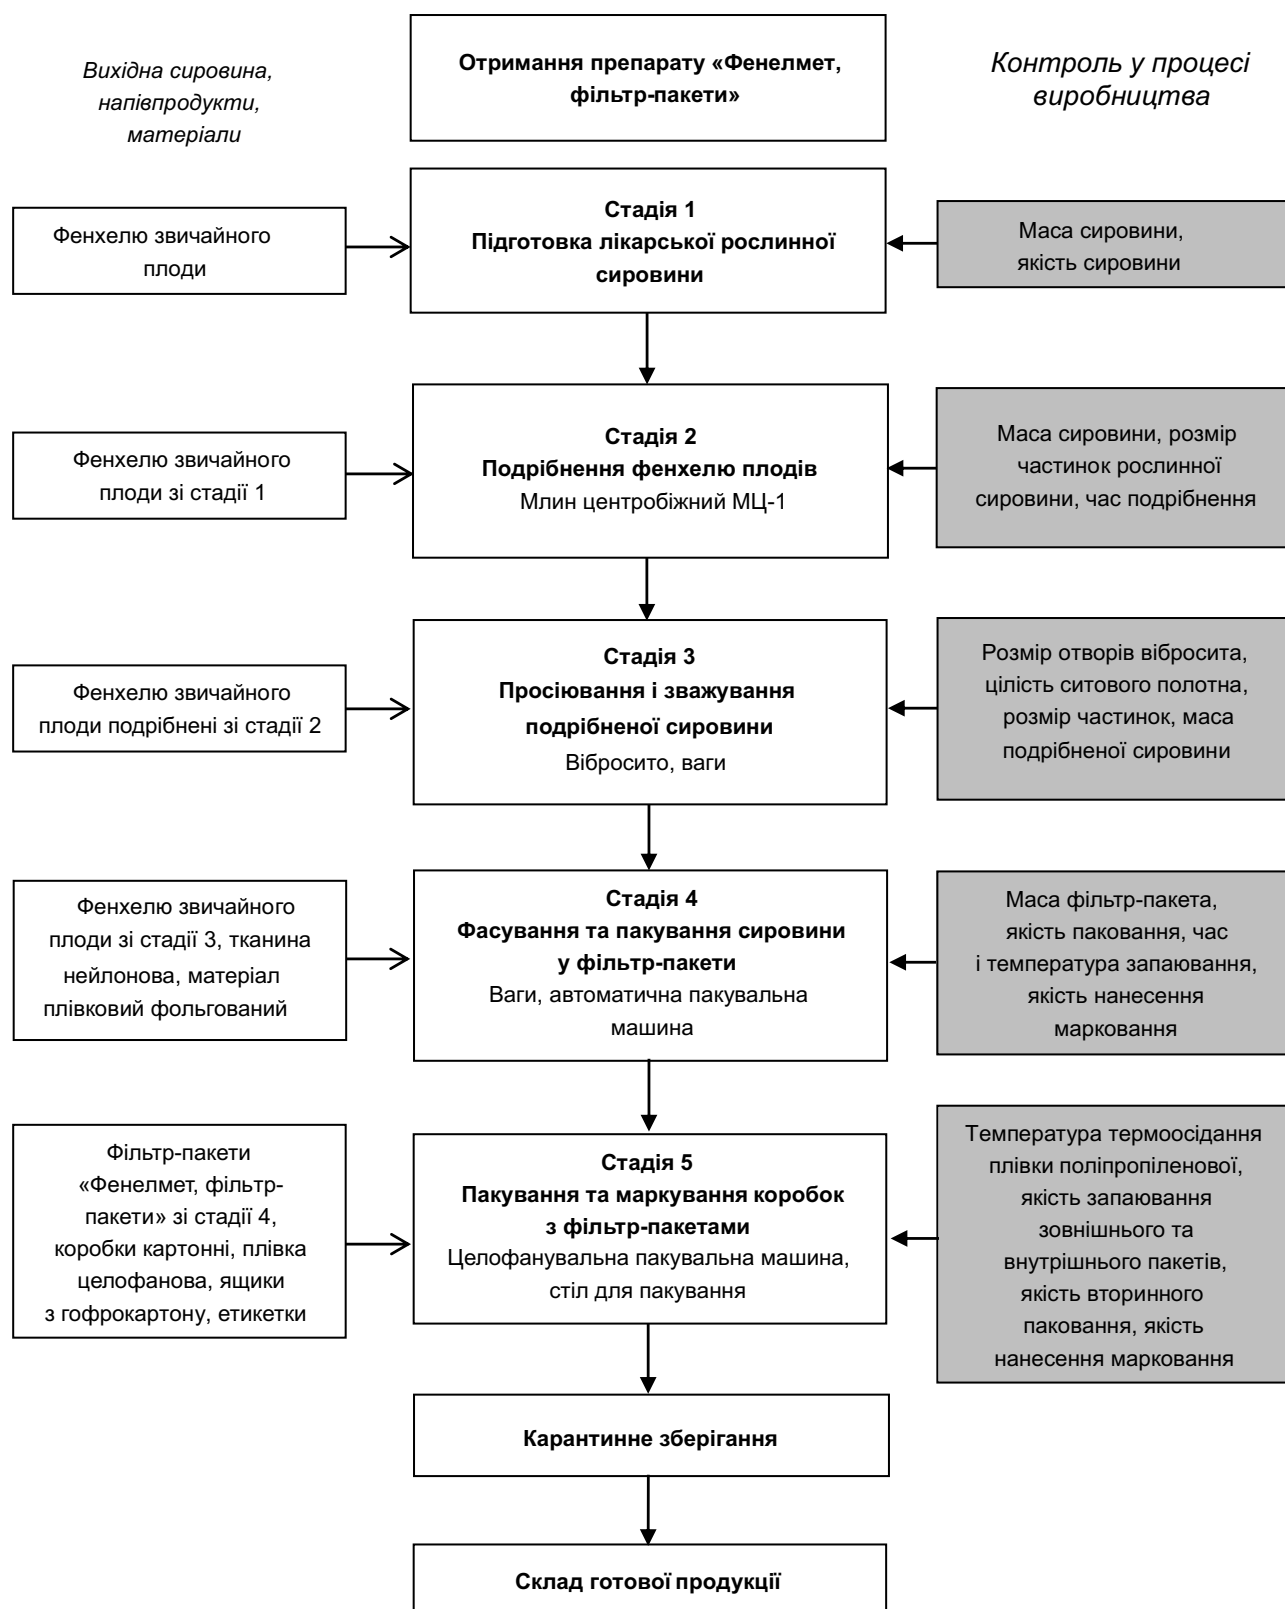 Вихідна сировина,
напівпродукти,
матеріали
Отримання препарату «Фенелмет,
фільтр-пакети»
Контроль у процесі
виробництва
Фенхелю звичайного
плоди
Стадія 1
Підготовка лікарської рослинної
сировини
Маса сировини,
якість сировини
Фенхелю звичайного
плоди зі стадії 1
Стадія 2
Подрібнення фенхелю плодів
Млин центробіжний МЦ-1
Маса сировини, розмір
частинок рослинної
сировини, час подрібнення
Фенхелю звичайного
плоди подрібнені зі стадії 2
Стадія 3
Просіювання і зважування
подрібненої сировини
Вібросито, ваги
Розмір отворів вібросита,
цілість ситового полотна,
розмір частинок, маса
подрібненої сировини
Фенхелю звичайного
плоди зі стадії 3, тканина
нейлонова, матеріал
плівковий фольгований
Стадія 4
Фасування та пакування сировини
у фільтр-пакети
Ваги, автоматична пакувальна
машина
Маса фільтр-пакета,
якість паковання, час
і температура запаювання,
якість нанесення
марковання
Фільтр-пакети
«Фенелмет, фільтр-
пакети» зі стадії 4,
коробки картонні, плівка
целофанова, ящики
з гофрокартону, етикетки
Стадія 5
Пакування та маркування коробок
з фільтр-пакетами
Целофанувальна пакувальна машина,
стіл для пакування
Температура термоосідання
плівки поліпропіленової,
якість запаювання
зовнішнього та
внутрішнього пакетів,
якість вторинного
паковання, якість
нанесення марковання
Карантинне зберігання
Склад готової продукції